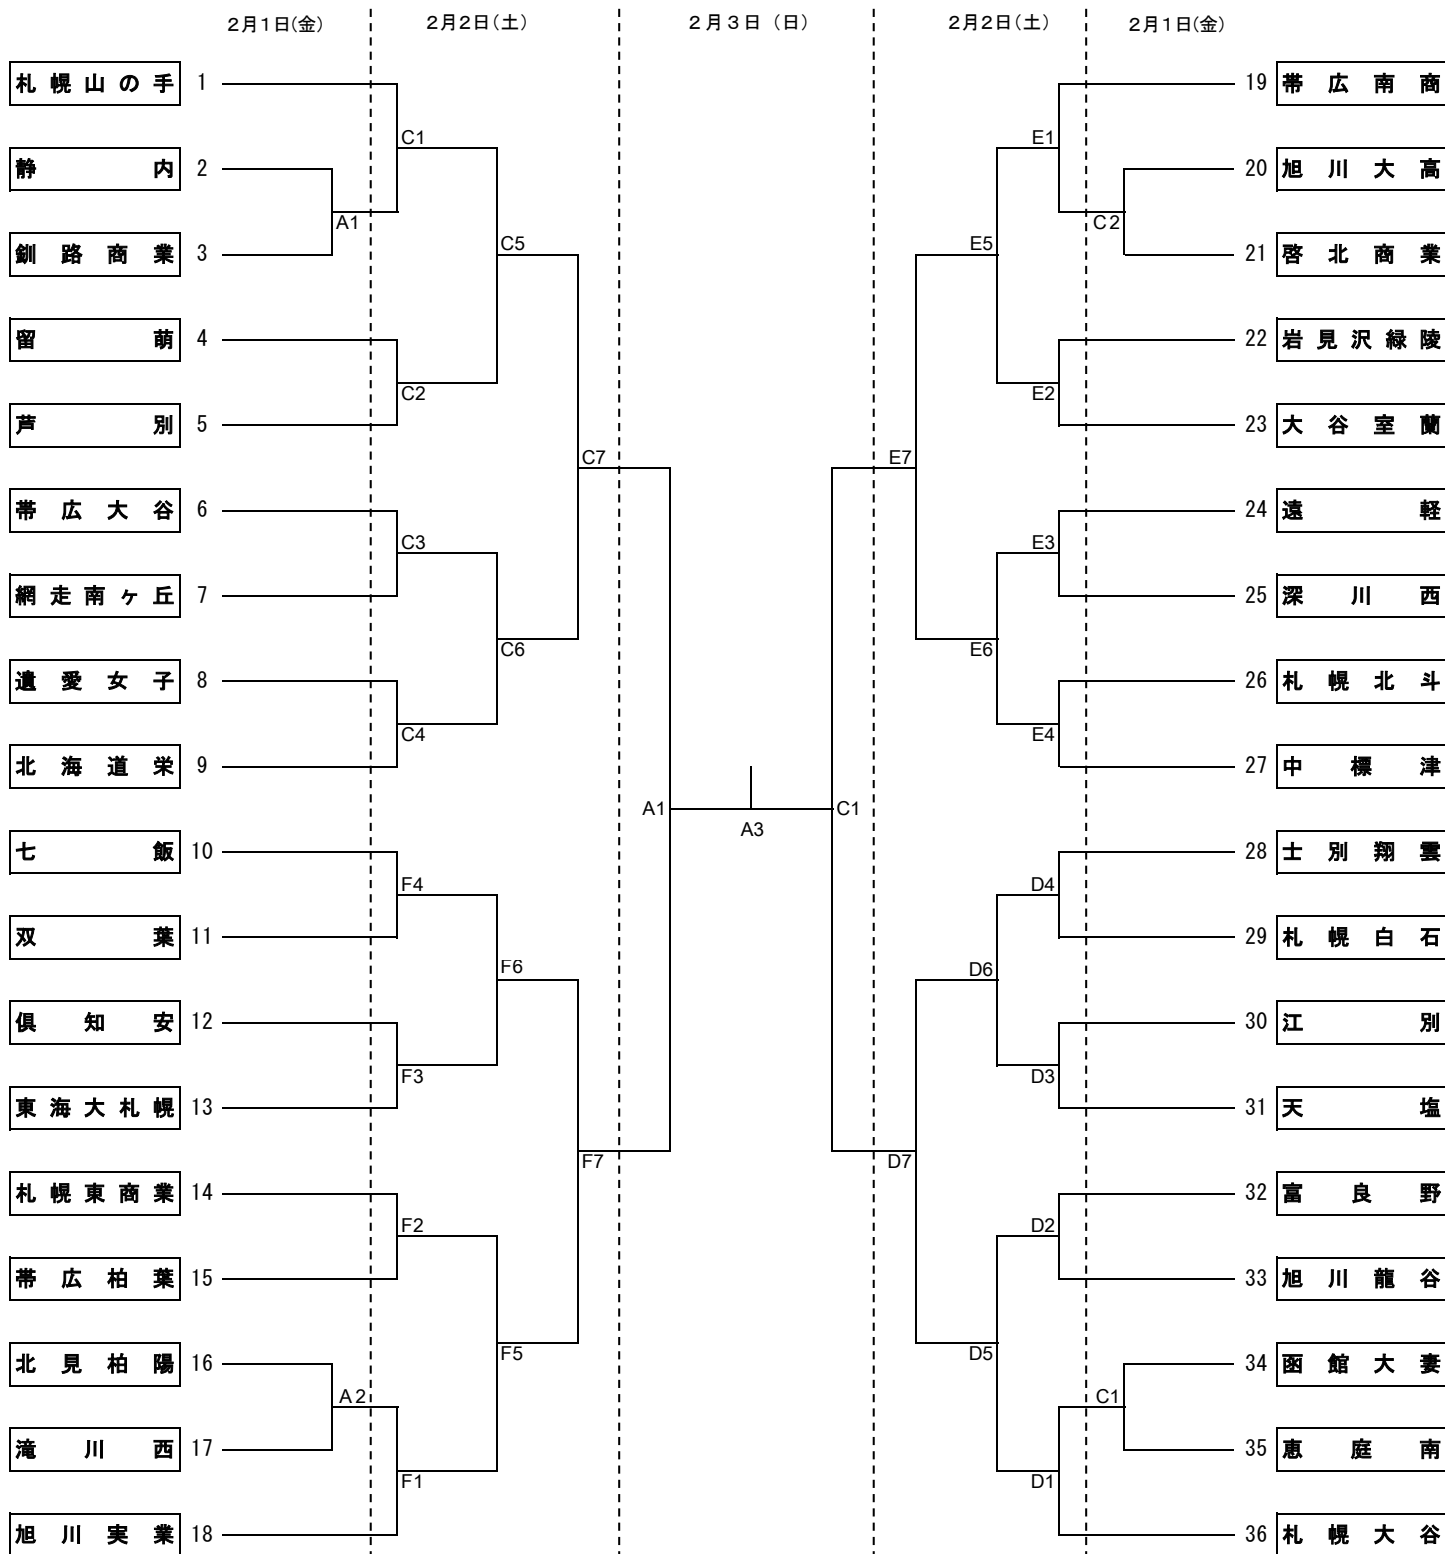 2月1日(金) 2月2日(土) 2月3日(日) 2月2日(土) 2月1日(金)
札幌山の手 1 19 帯広南商
C1 E1
静内 2 20 旭川大高
A1 C2
釧路商業 3 C5 E5 21 啓北商業
留萌 4 22 岩見沢緑陵
C2 E2
芦別 5 23 大谷室蘭
C7 E7
帯広大谷 6 24 遠軽
C3 E3
網走南ヶ丘 7 25 深川西
C6 E6
遺愛女子 8 26 札幌北斗
C4 E4
北海道栄 9 27 中標津
A1 A3 C1
七飯 10 28 士別翔雲
F4 D4
双葉 11 29 札幌白石
F6 D6
倶知安 12 30 江別
F3 D3
東海大札幌 13 31 天塩
F7 D7
札幌東商業 14 32 富良野
F2 D2
帯広柏葉 15 33 旭川龍谷
F5 D5
北見柏陽 16 34 函館大妻
A2 C1
滝川西 17 35 恵庭南
F1 D1
旭川実業 18 36 札幌大谷